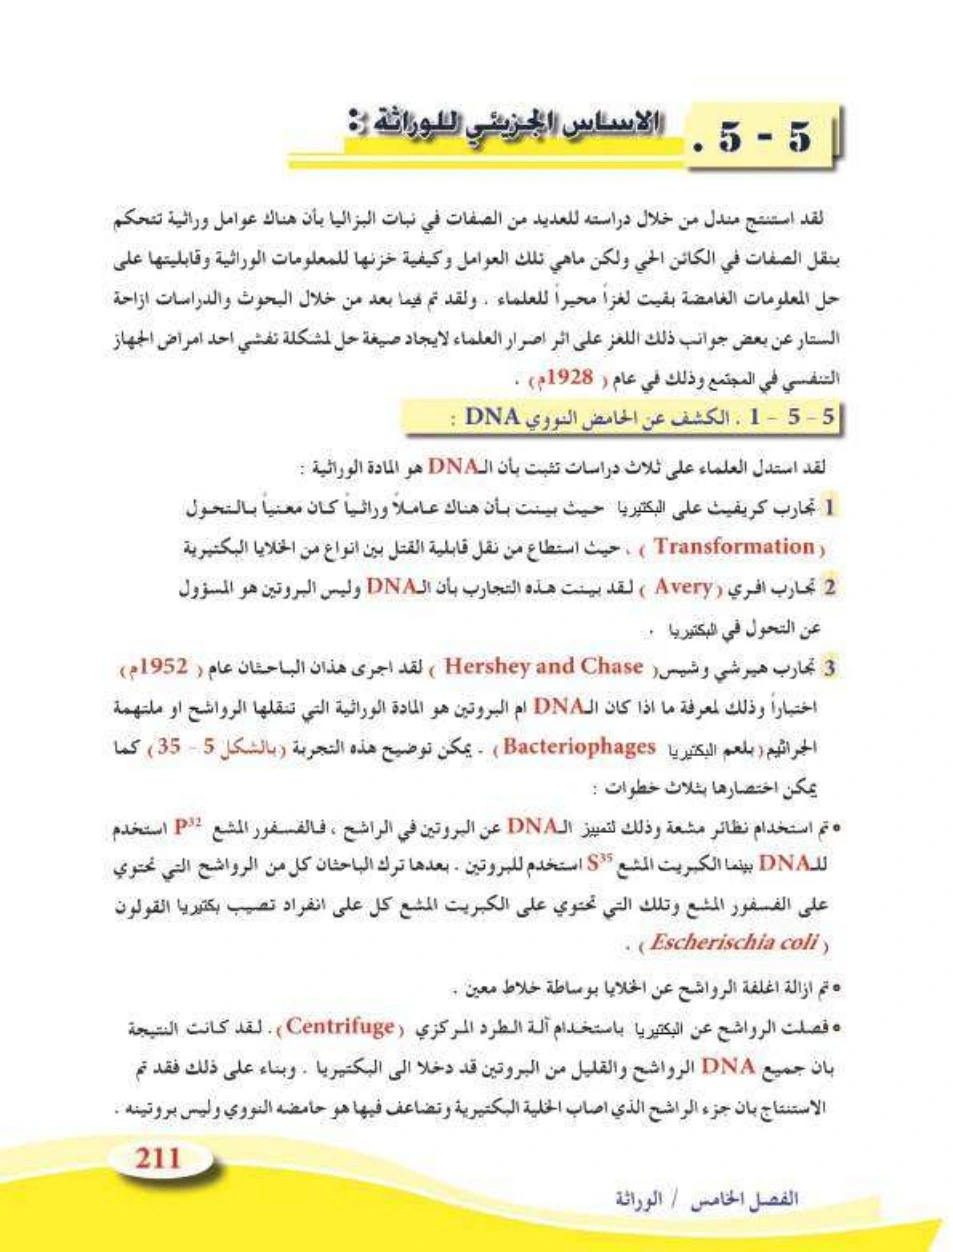 5 - 5 . الاساس الجزيئي للوراثة :
لقد استنتج مندل من خلال دراسته للعديد من الصفات في نبات البزاليا بأن هناك عوامل وراثية تتحكم
بنقل الصفات في الكائن الحي ولكن ماهي تلك العوامل وكيفية خزنها للمعلومات الوراثية وقابليتها على
حل المعلومات الغامضة بقيت لغزاً محيراً للعلماء . ولقد تم فيما بعد من خلال البحوث والدراسات ازاحة
الستار عن بعض جوانب ذلك اللغز على اثر اصرار العلماء لايجاد صيغة حل لمشكلة تفشي احد امراض الجهاز
التنفسي في المجتمع وذلك في عام ( 1928م) .
5 - 5 - 1 . الكشف عن الحامض النووي DNA :
لقد استدل العلماء على ثلاث دراسات تثبت بأن الـDNA هو المادة الوراثية :
1 تجارب كريفيث على البكتيريا حيث بينت بأن هناك عاملاً وراثياً كان معنياً بالتحول
(Transformation ) ، حيث استطاع من نقل قابلية القتل بين انواع من الخلايا البكتيرية
2 تجارب افري (Avery ) لقد بينت هذه التجارب بأن الـDNA وليس البروتين هو المسؤول
عن التحول في البكتيريا .
3 تجارب هيرشي وشيس( Hershey and Chase ) لقد اجرى هذان الباحثان عام ( 1952م)
اختباراً وذلك لمعرفة ما اذا كان الـDNA ام البروتين هو المادة الوراثية التي تنقلها الرواشح او ملتهمة
الجراثيم(بلعم البكتيريا Bacteriophages) . يمكن توضيح هذه التجربة (بالشكل 5 - 35) كما
يمكن اختصارها بثلاث خطوات :
• تم استخدام نظائر مشعة وذلك لتمييز الـDNA عن البروتين في الراشح ، فالفسفور المشع P³² استخدم
للـDNA بينما الكبريت المشع S³⁵ استخدم للبروتين . بعدها ترك الباحثان كل من الرواشح التي تحتوي
على الفسفور المشع وتلك التي تحتوي على الكبريت المشع كل على انفراد تصيب بكتيريا القولون
( Escherischia coli ) .
• تم ازالة اغلفة الرواشح عن الخلايا بوساطة خلاط معين .
• فصلت الرواشح عن البكتيريا باستخدام آلة الطرد المركزي (Centrifuge). لقد كانت النتيجة
بان جميع DNA الرواشح والقليل من البروتين قد دخلا الى البكتيريا . وبناء على ذلك فقد تم
الاستنتاج بان جزء الراشح الذي اصاب الخلية البكتيرية وتضاعف فيها هو حامضه النووي وليس بروتينه .
211
الفصل الخامس / الوراثة